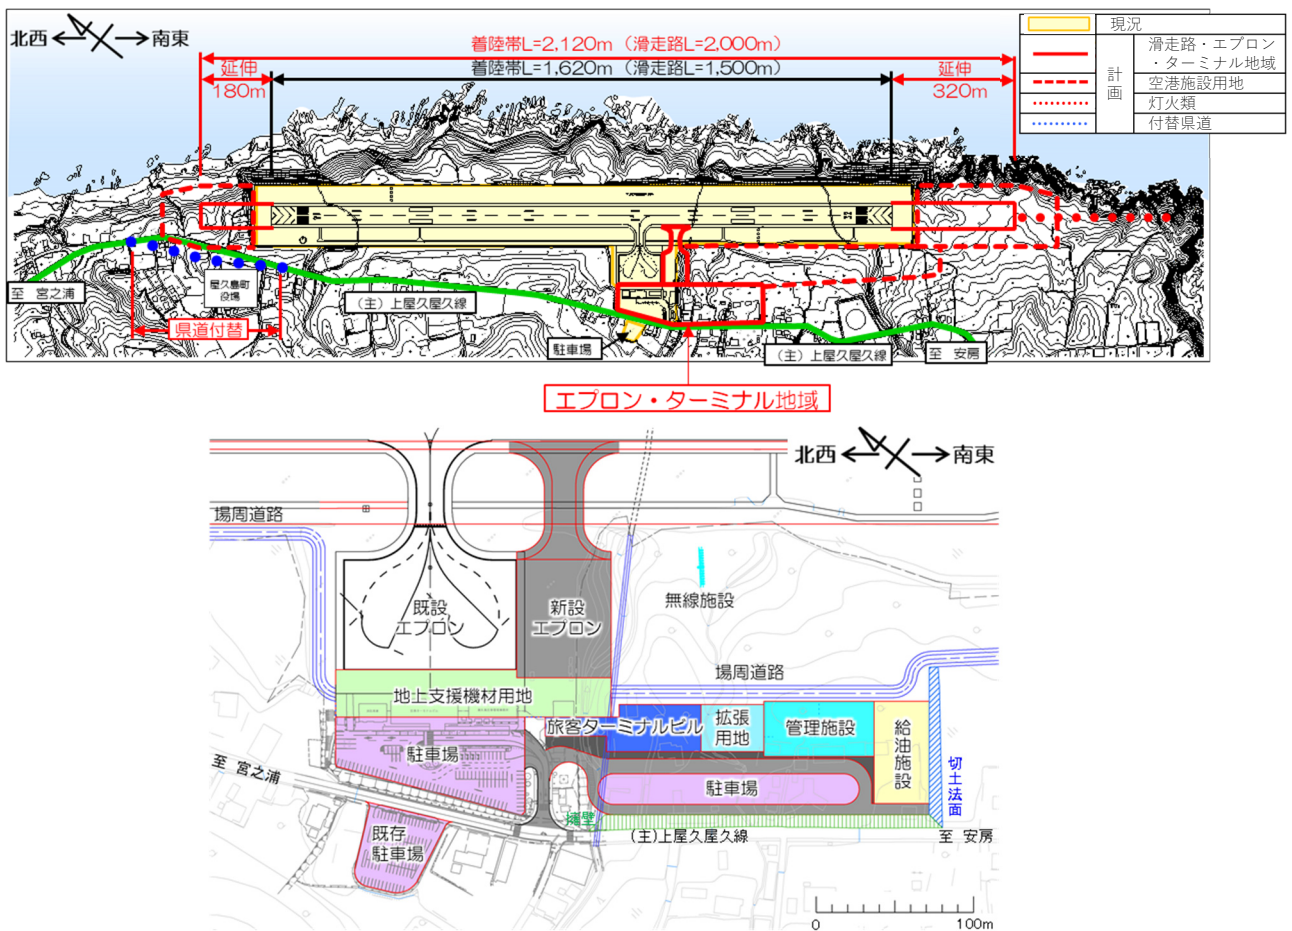 北西
南東
着陸帯L=2,120m（滑走路L=2,000m）
着陸帯L=1,620m（滑走路L=1,500m）
延伸
180m
延伸
320m
現況
計画
滑走路・エプロン
・ターミナル地域
空港施設用地
灯火類
付替県道
至 宮之浦
屋久島町
役場
県道付替
（主）上屋久屋久線
駐車場
（主）上屋久屋久線
至 安房
エプロン・ターミナル地域
北西
南東
場周道路
既設
エプロン
新設
エプロン
無線施設
場周道路
地上支援機材用地
旅客ターミナルビル
拡張
用地
管理施設
給油施設
切土法面
駐車場
駐車場
至 宮之浦
擁壁
（主）上屋久屋久線
至 安房
既存
駐車場
0
100m